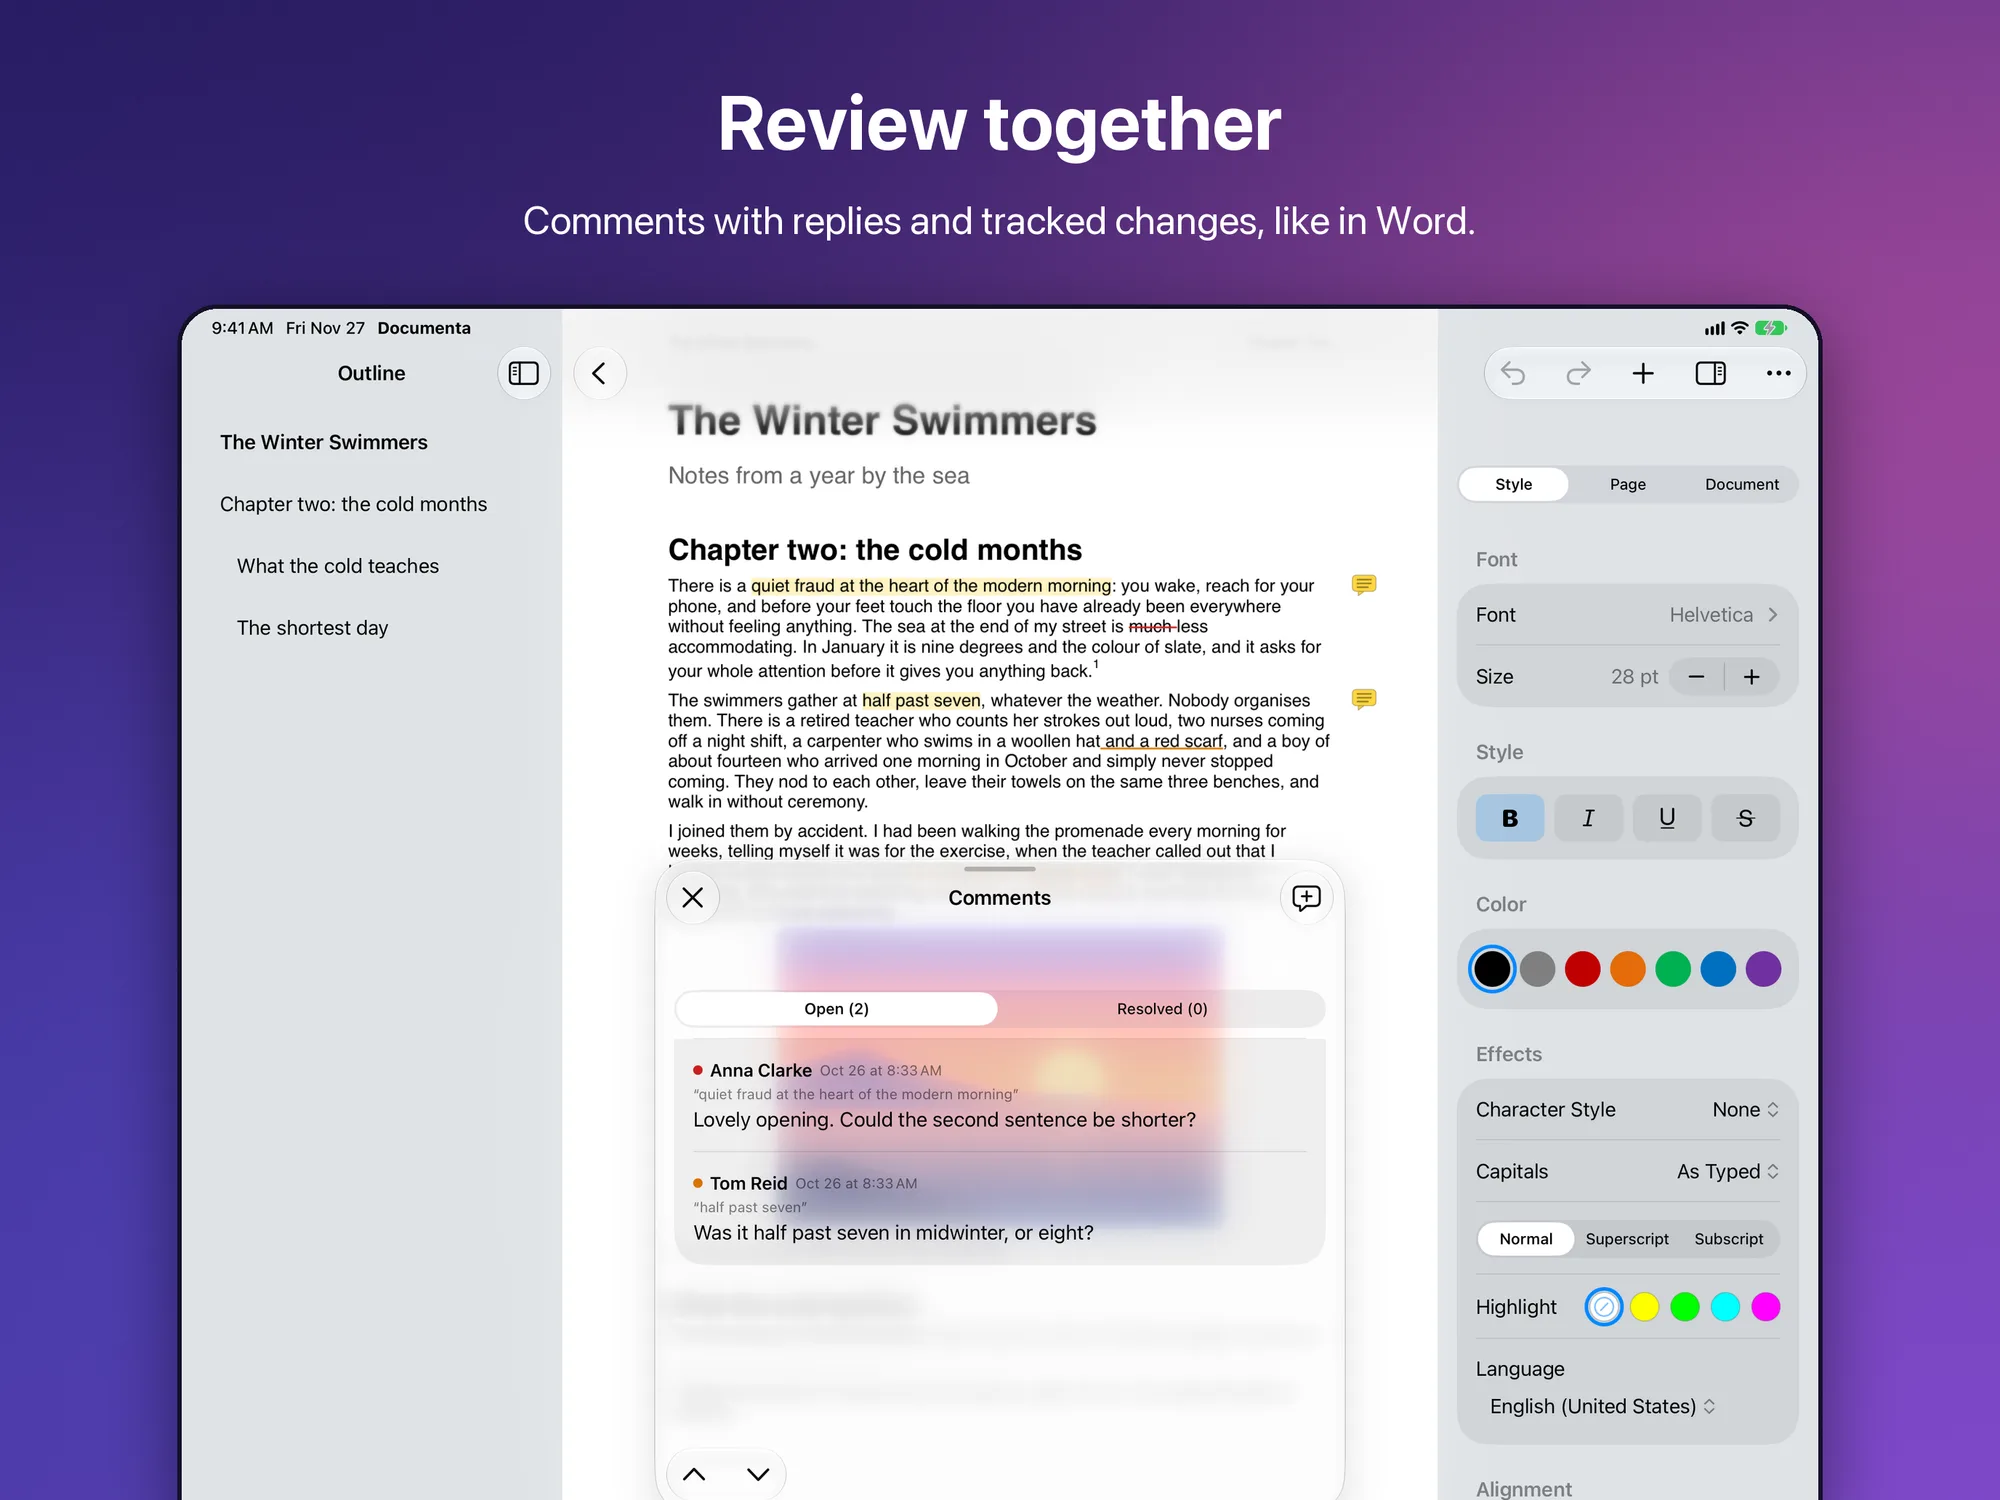 Review together
Comments with replies and tracked changes, like in Word.
9:41 AM Fri Nov 27 Documenta
Outline
The Winter Swimmers
Chapter two: the cold months
What the cold teaches
The shortest day
The Winter Swimmers
Notes from a year by the sea
Chapter two: the cold months
There is a quiet fraud at the heart of the modern morning: you wake, reach for your
phone, and before your feet touch the floor you have already been everywhere
without feeling anything. The sea at the end of my street is much less
accommodating. In January it is nine degrees and the colour of slate, and it asks for
your whole attention before it gives you anything back.1
The swimmers gather at half past seven, whatever the weather. Nobody organises
them. There is a retired teacher who counts her strokes out loud, two nurses coming
off a night shift, a carpenter who swims in a woollen hat and a red scarf, and a boy of
about fourteen who arrived one morning in October and simply never stopped
coming. They nod to each other, leave their towels on the same three benches, and
walk in without ceremony.
I joined them by accident. I had been walking the promenade every morning for
weeks, telling myself it was for the exercise, when the teacher called out that I
Comments
Open (2)
Resolved (0)
Anna Clarke Oct 26 at 8:33 AM
“quiet fraud at the heart of the modern morning”
Lovely opening. Could the second sentence be shorter?
Tom Reid Oct 26 at 8:33 AM
“half past seven”
Was it half past seven in midwinter, or eight?
Style
Page
Document
Font
Font Helvetica
Size 28 pt
Style
B I U S
Color
Effects
Character Style None
Capitals As Typed
Normal Superscript Subscript
Highlight
Language
English (United States)
Alignment